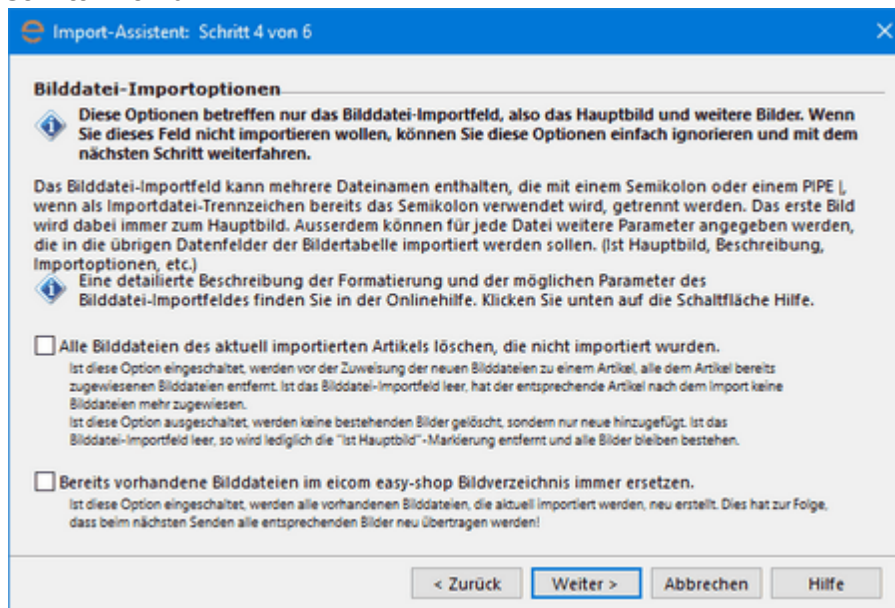 Import-Assistent: Schritt 4 von 6
Bilddatei-Importoptionen
Diese Optionen betreffen nur das Bilddatei-Importfeld, also das Hauptbild und weitere Bilder. Wenn
Sie dieses Feld nicht importieren wollen, können Sie diese Optionen einfach ignorieren und mit dem
nächsten Schritt weiterfahren.
Das Bilddatei-Importfeld kann mehrere Dateinamen enthalten, die mit einem Semikolon oder einem PIPE |,
wenn als Importdatei-Trennzeichen bereits das Semikolon verwendet wird, getrennt werden. Das erste Bild
wird dabei immer zum Hauptbild. Ausserdem können für jede Datei weitere Parameter angegeben werden,
die in die übrigen Datenfelder der Bildertabelle importiert werden sollen. (Ist Hauptbild, Beschreibung,
Importoptionen, etc.)
Eine detailierte Beschreibung der Formatierung und der möglichen Parameter des
Bilddatei-Importfeldes finden Sie in der Onlinehilfe. Klicken Sie unten auf die Schaltfläche Hilfe.
Alle Bilddateien des aktuell importierten Artikels löschen, die nicht importiert wurden.
Ist diese Option eingeschaltet, werden vor der Zuweisung der neuen Bilddateien zu einem Artikel, alle dem Artikel bereits
zugewiesenen Bilddateien entfernt. Ist das Bilddatei-Importfeld leer, hat der entsprechende Artikel nach dem Import keine
Bilddateien mehr zugewiesen.
Ist diese Option ausgeschaltet, werden keine bestehenden Bilder gelöscht, sondern nur neue hinzugefügt. Ist das
Bilddatei-Importfeld leer, so wird lediglich die "Ist Hauptbild"-Markierung entfernt und alle Bilder bleiben bestehen.
Bereits vorhandene Bilddateien im eicom easy-shop Bildverzeichnis immer ersetzen.
Ist diese Option eingeschaltet, werden alle vorhandenen Bilddateien, die aktuell importiert werden, neu erstellt. Dies hat zur Folge,
dass beim nächsten Senden alle entsprechenden Bilder neu übertragen werden!
< Zurück
Weiter >
Abbrechen
Hilfe